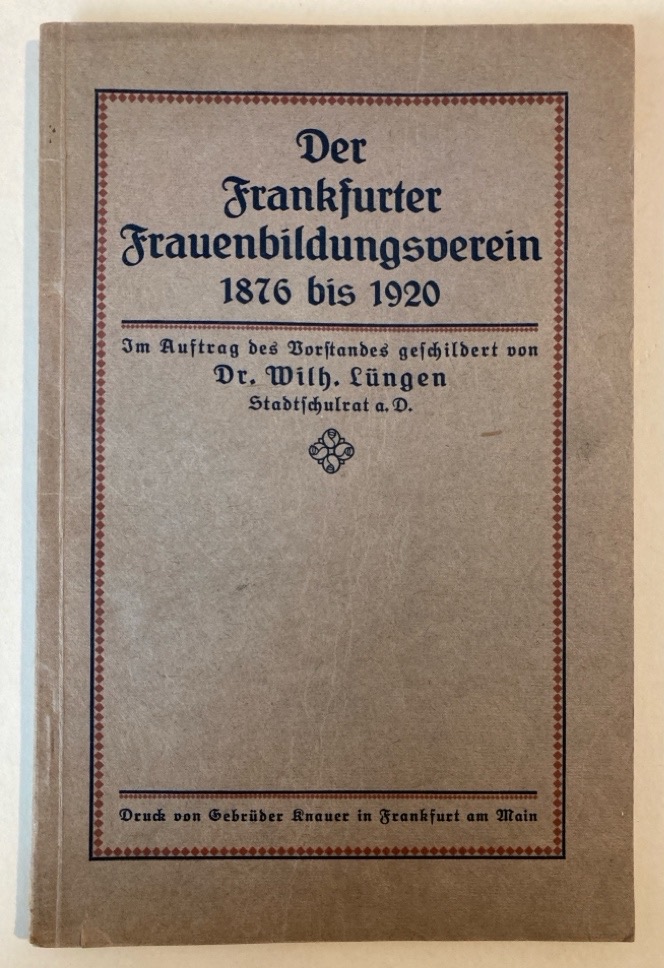 Der
Frankfurter
Frauenbildungsverein
1876 bis 1920
Im Auftrag des Vorſtandes geſchildert von
Dr. Wilh. Lüngen
Stadtſchulrat a. D.
Druck von Gebrüder Knauer in Frankfurt am Main